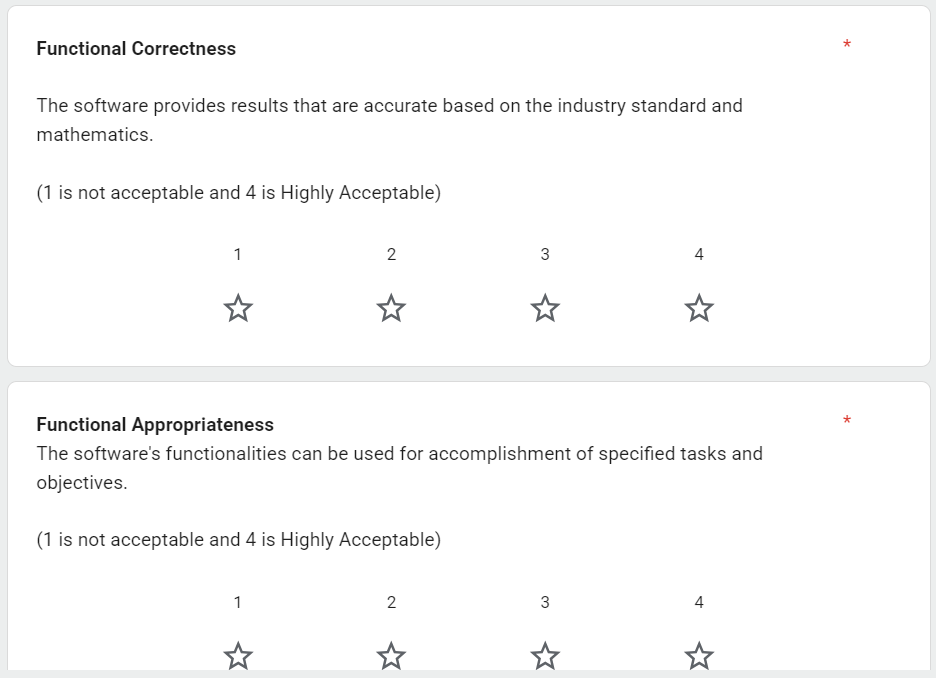 Functional Correctness *
The software provides results that are accurate based on the industry standard and
mathematics.
(1 is not acceptable and 4 is Highly Acceptable)
1 2 3 4
Functional Appropriateness *
The software's functionalities can be used for accomplishment of specified tasks and
objectives.
(1 is not acceptable and 4 is Highly Acceptable)
1 2 3 4